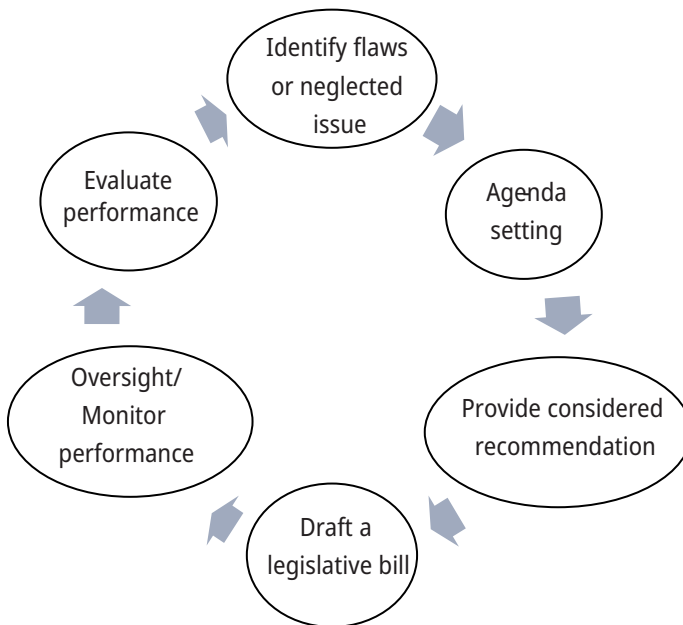 Identify flaws
or neglected
issue
Agenda
setting
Provide considered
recommendation
Draft a
legislative bill
Oversight/
Monitor
performance
Evaluate
performance